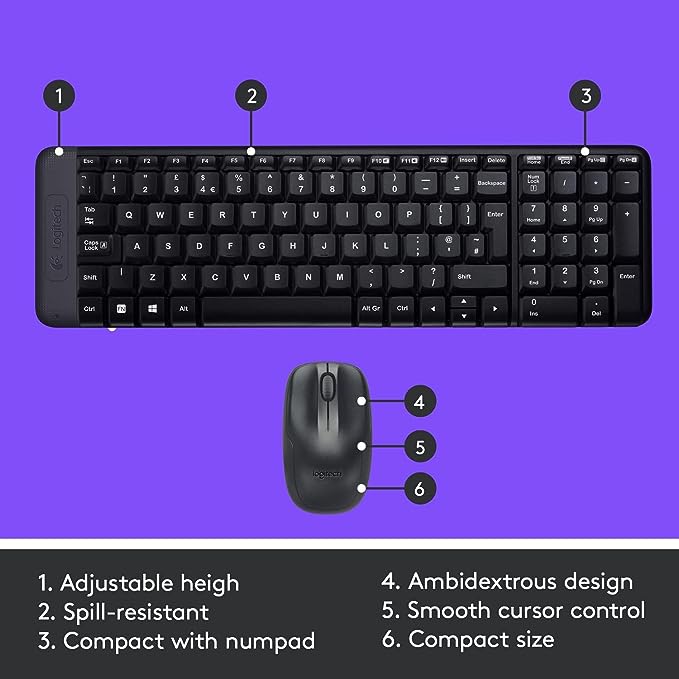 1
2
3
Esc F1 F2 F3 F4 F5 F6 F7 F8 F9 F10 F11 F12 Insert Delete Home End Pg Up Pg Dn
! 1 " 2 £ 3 $ 4 € % 5 ^ 6 & 7 * 8 ( 9 ) 0 _ - + = Backspace Num Lock / * -
Tab Q W E R T Y U I O P { [ } ] Enter 7 Home 8 9 Pg Up +
Caps Lock A A S D F G H J K L : ; @ ' ~ # 4 5 6
Shift | \ Z X C V B N M < , > . ? / Shift 1 End 2 3 Pg Dn Enter
Ctrl FN Alt Alt Gr Ctrl 0 Ins . Del
logitech
4
5
logitech
6
1. Adjustable heigh
2. Spill-resistant
3. Compact with numpad
4. Ambidextrous design
5. Smooth cursor control
6. Compact size